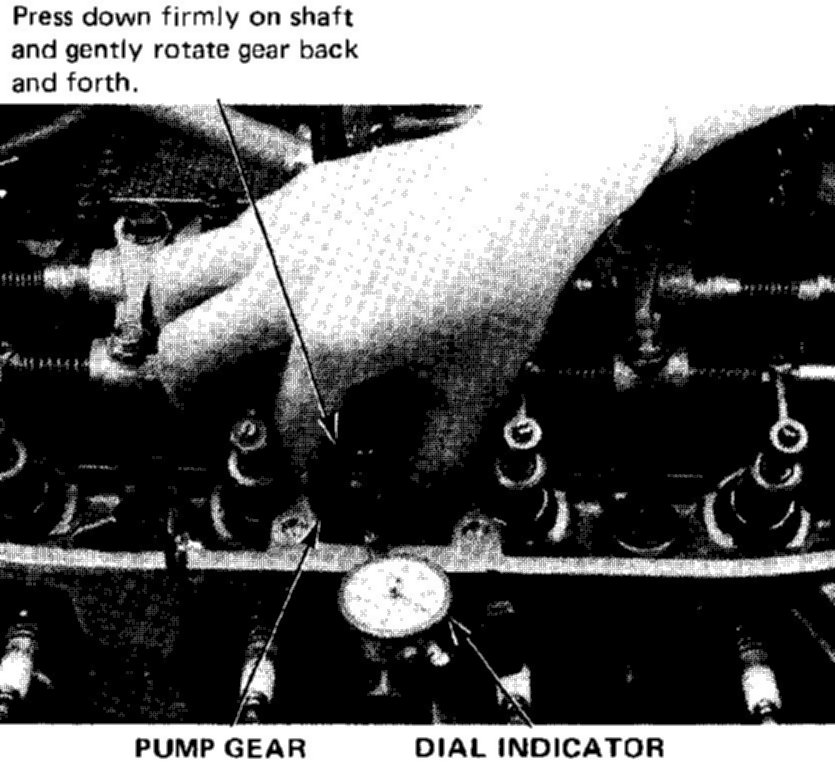 Press down firmly on shaft
and gently rotate gear back
and forth.
PUMP GEAR
DIAL INDICATOR